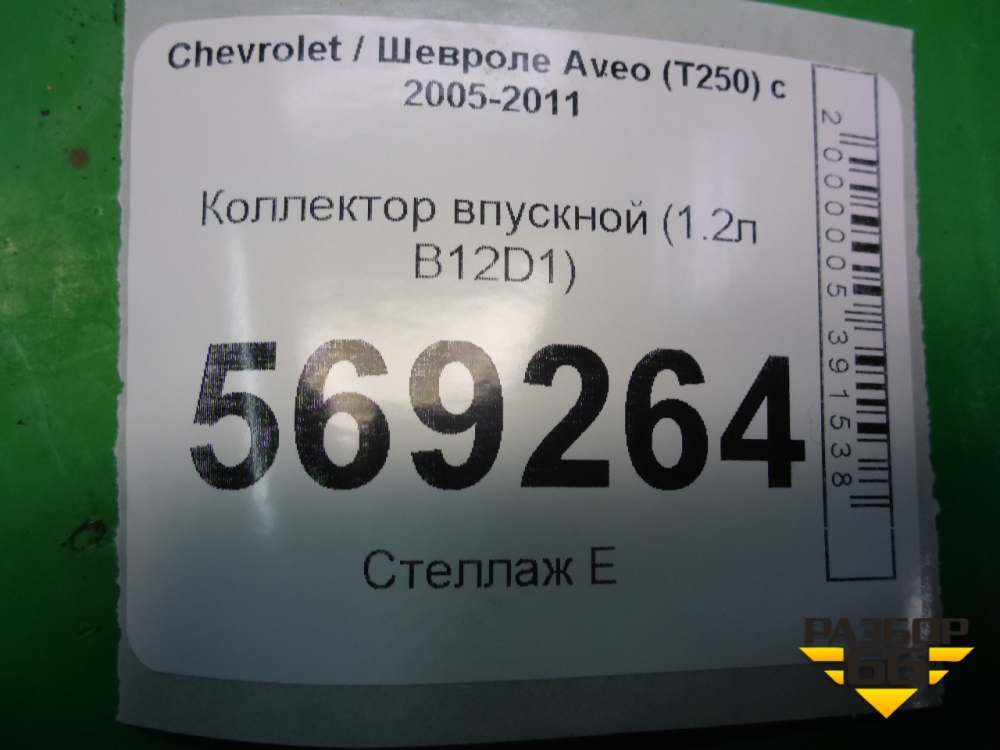 Chevrolet / Шевроле Aveo (T250) с
2005-2011
Коллектор впускной (1.2л
B12D1)
569264
Стеллаж Е
2000005391538
РАЗБОР
66